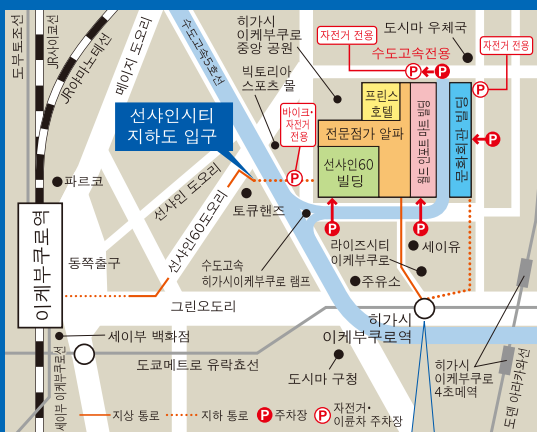 도부토조선
JR사이쿄선
JR야마노테선
메이지 도오리
수도고속5호선
히가시
이케부쿠로
중앙 공원
자전거 전용
도시마 우체국
수도고속전용
자전거 전용
빅토리아
스포츠 몰
바이크·
자전거
전용
프린스
호텔
전문점가 알파
선샤인60
빌딩
월드 인포트 마트 빌딩
문화회관 빌딩
선샤인시티
지하도 입구
파르코
선샤인 도오리
선샤인60도오리
토큐핸즈
이케부쿠로역
동쪽출구
수도고속
히가시이케부쿠로 램프
라이즈시티
이케부쿠로
세이유
주유소
그린오도리
히가시
이케부쿠로역
세이부 백화점
도쿄메트로 유락쵸선
세이부 이케부쿠로선
도시마 구청
히가시
이케부쿠로
4초메역
도덴 아라카와선
지상 통로
지하 통로
P 주차장
P 자전거·
이륜차 주차장